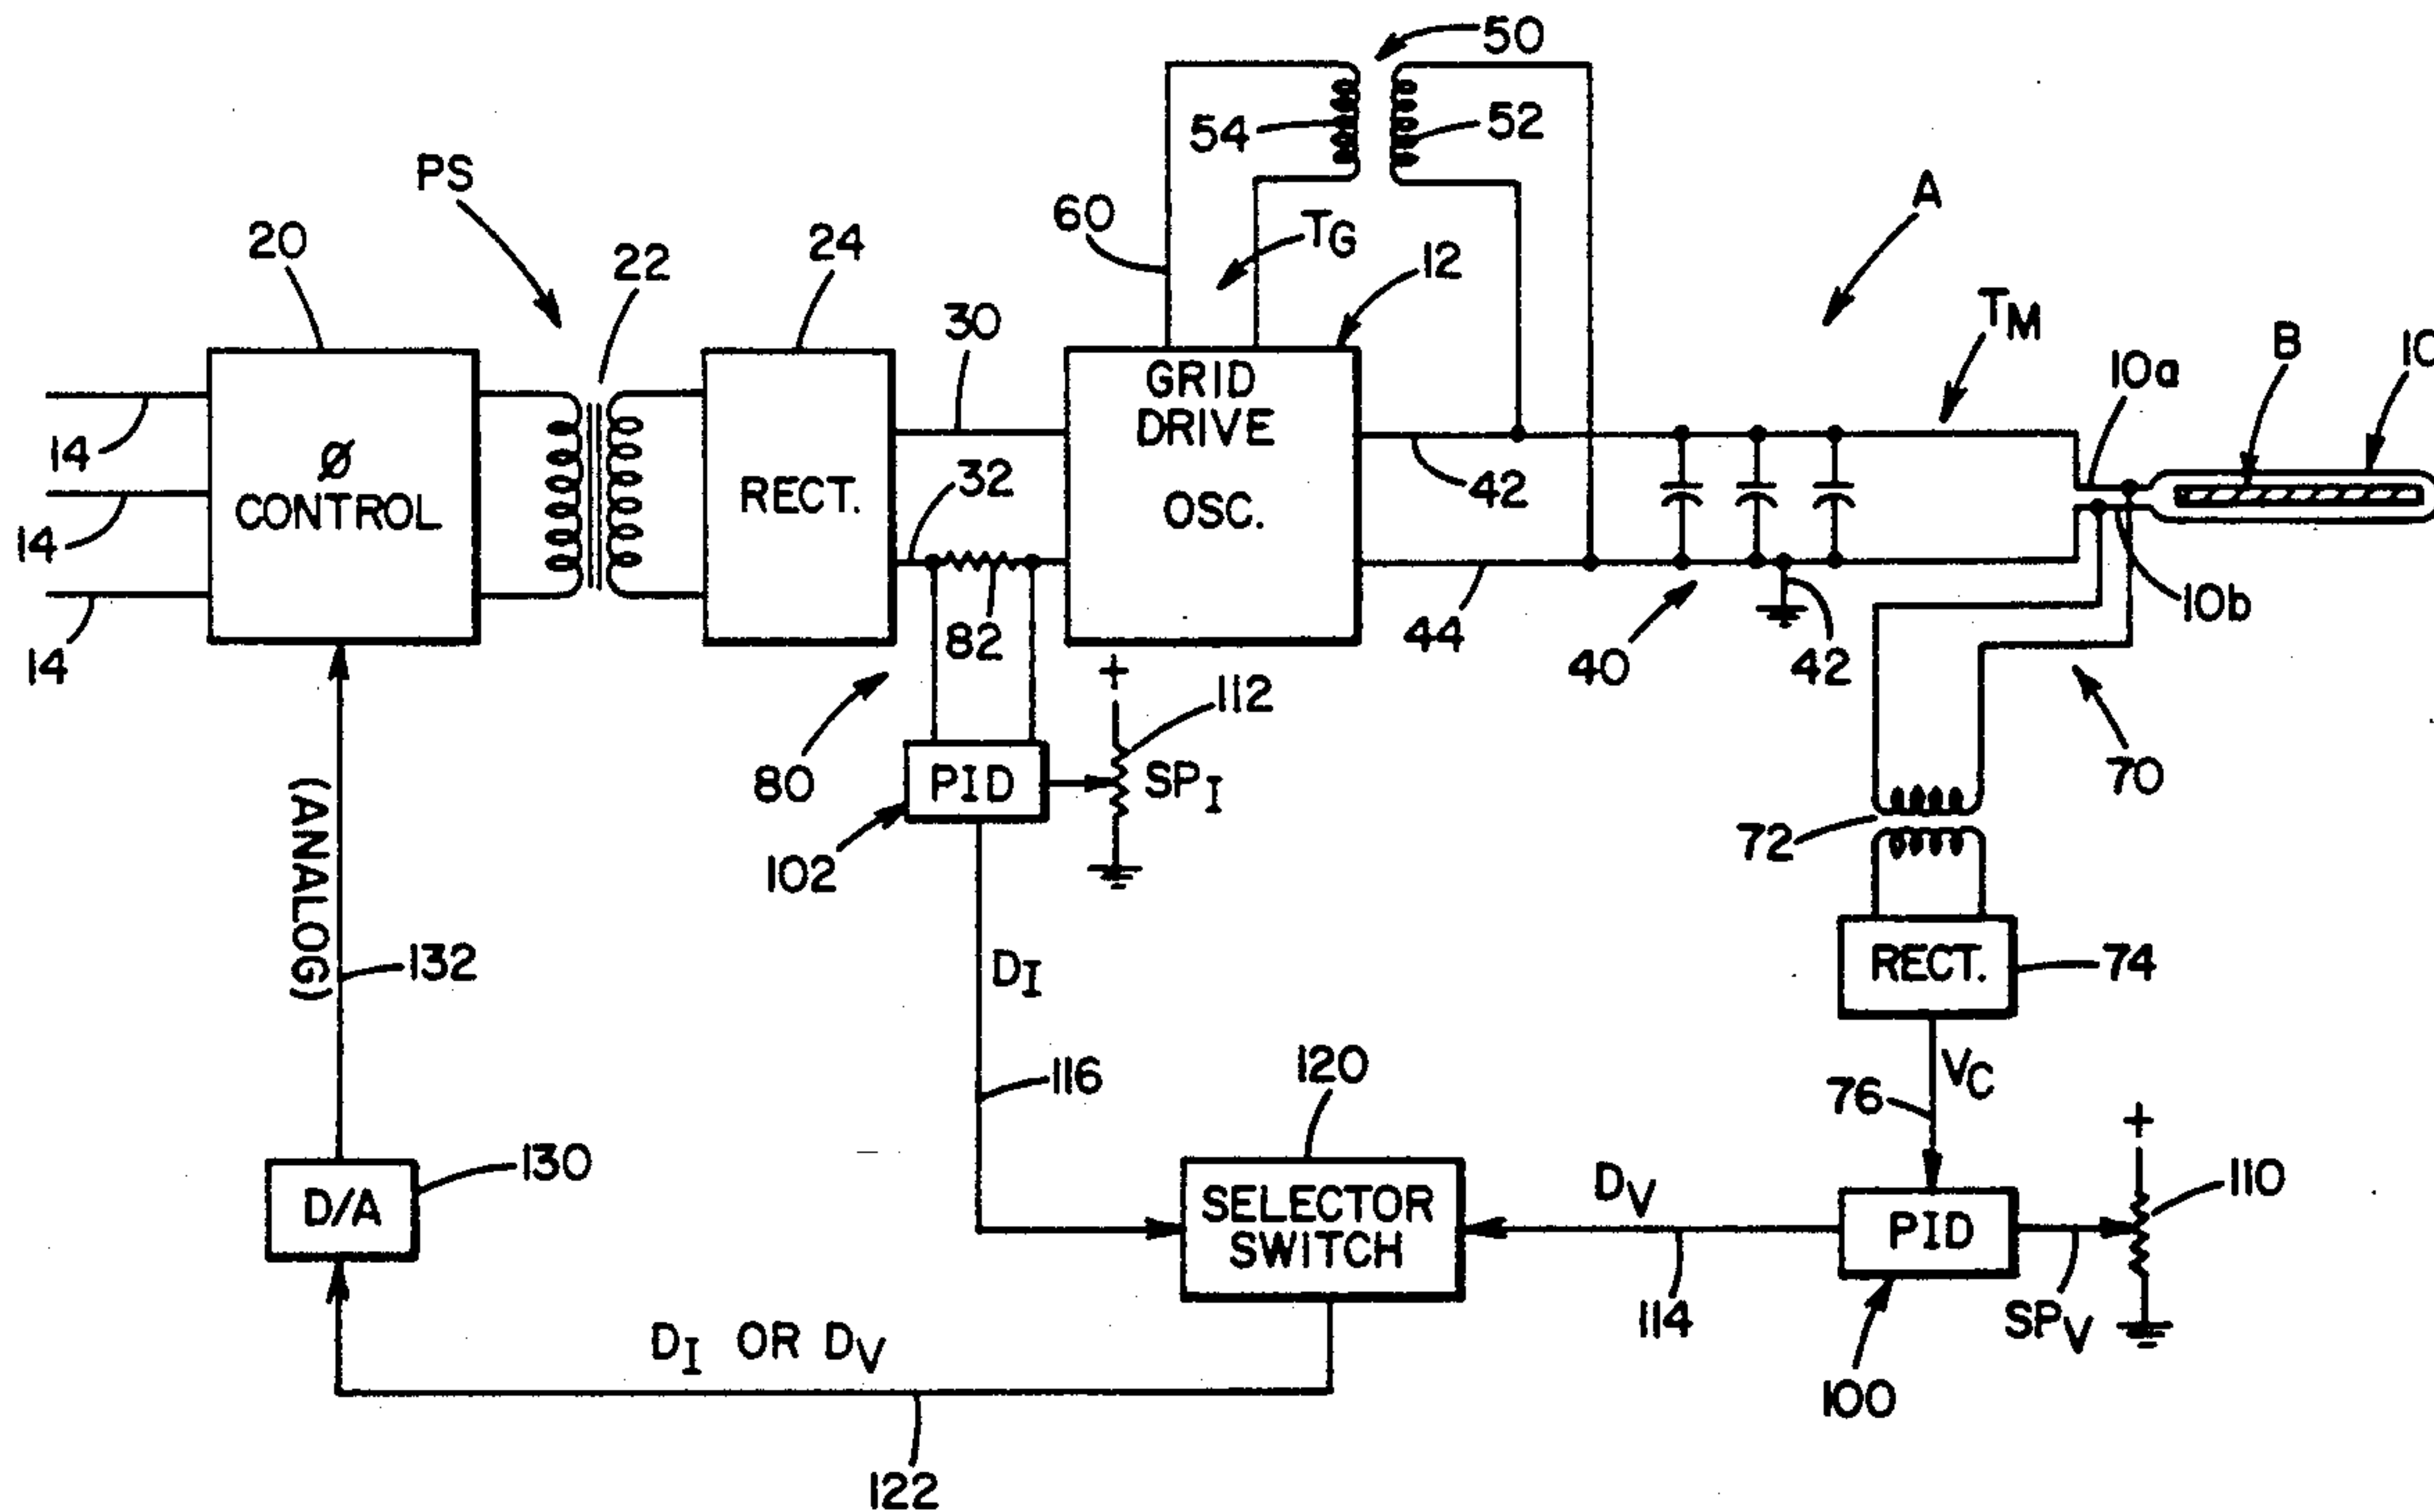 50
54
52
PS
A
60
TG
20
22
24
12
TM
30
B
10
10a
GRID
DRIVE
OSC.
14
Ø
CONTROL
RECT.
32
42
14
82
10b
14
44
40
42
+
112
80
PID
SPI
70
102
72
(ANALOG)
132
DI
RECT.
74
116
120
76
VC
+
130
D/A
SELECTOR
SWITCH
DV
PID
110
114
SPV
DI OR DV
100
122